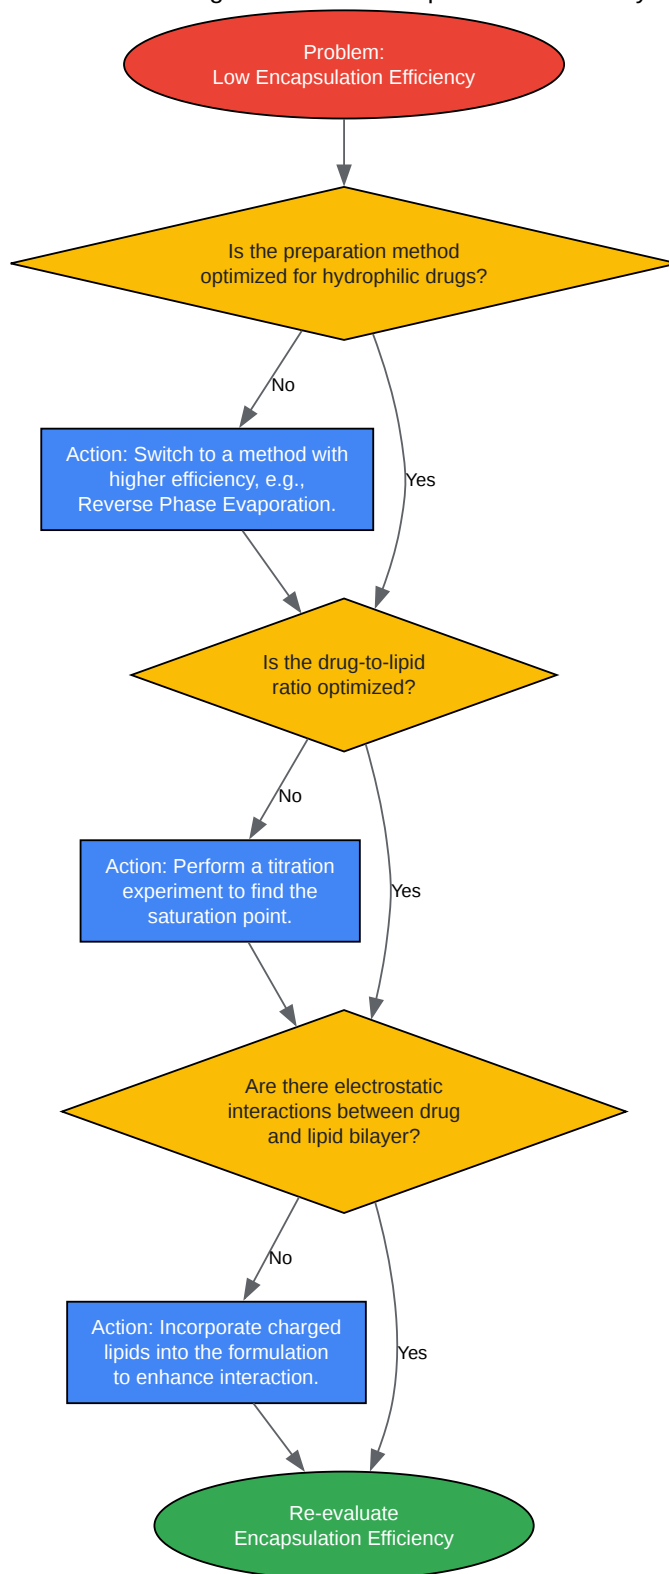 Problem:
Low Encapsulation Efficiency
Is the preparation method
optimized for hydrophilic drugs?
No
Action: Switch to a method with
higher efficiency, e.g.,
Reverse Phase Evaporation.
Yes
Is the drug-to-lipid
ratio optimized?
No
Action: Perform a titration
experiment to find the
saturation point.
Yes
Are there electrostatic
interactions between drug
and lipid bilayer?
No
Action: Incorporate charged
lipids into the formulation
to enhance interaction.
Yes
Re-evaluate
Encapsulation Efficiency